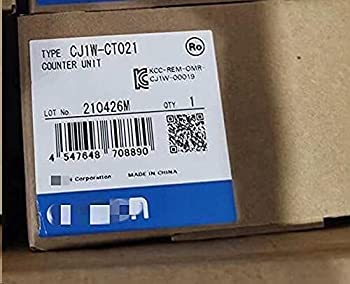 TYPE CJ1W-CT021
COUNTER UNIT
Ro
KCC-REM-OMR-
CJ1W-00019
LOT No 210426M QTY. 1
4 547648 708890
Corporation MADE IN CHINA